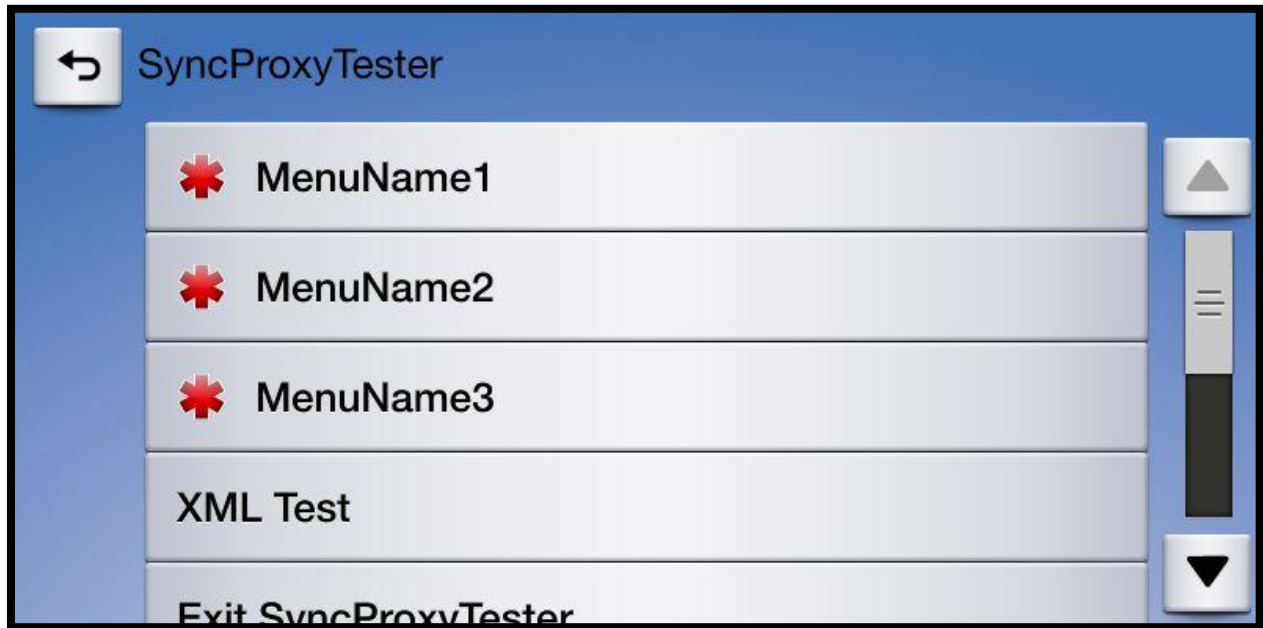 SyncProxyTester
MenuName1
MenuName2
MenuName3
XML Test
Exit SyncProxyTester